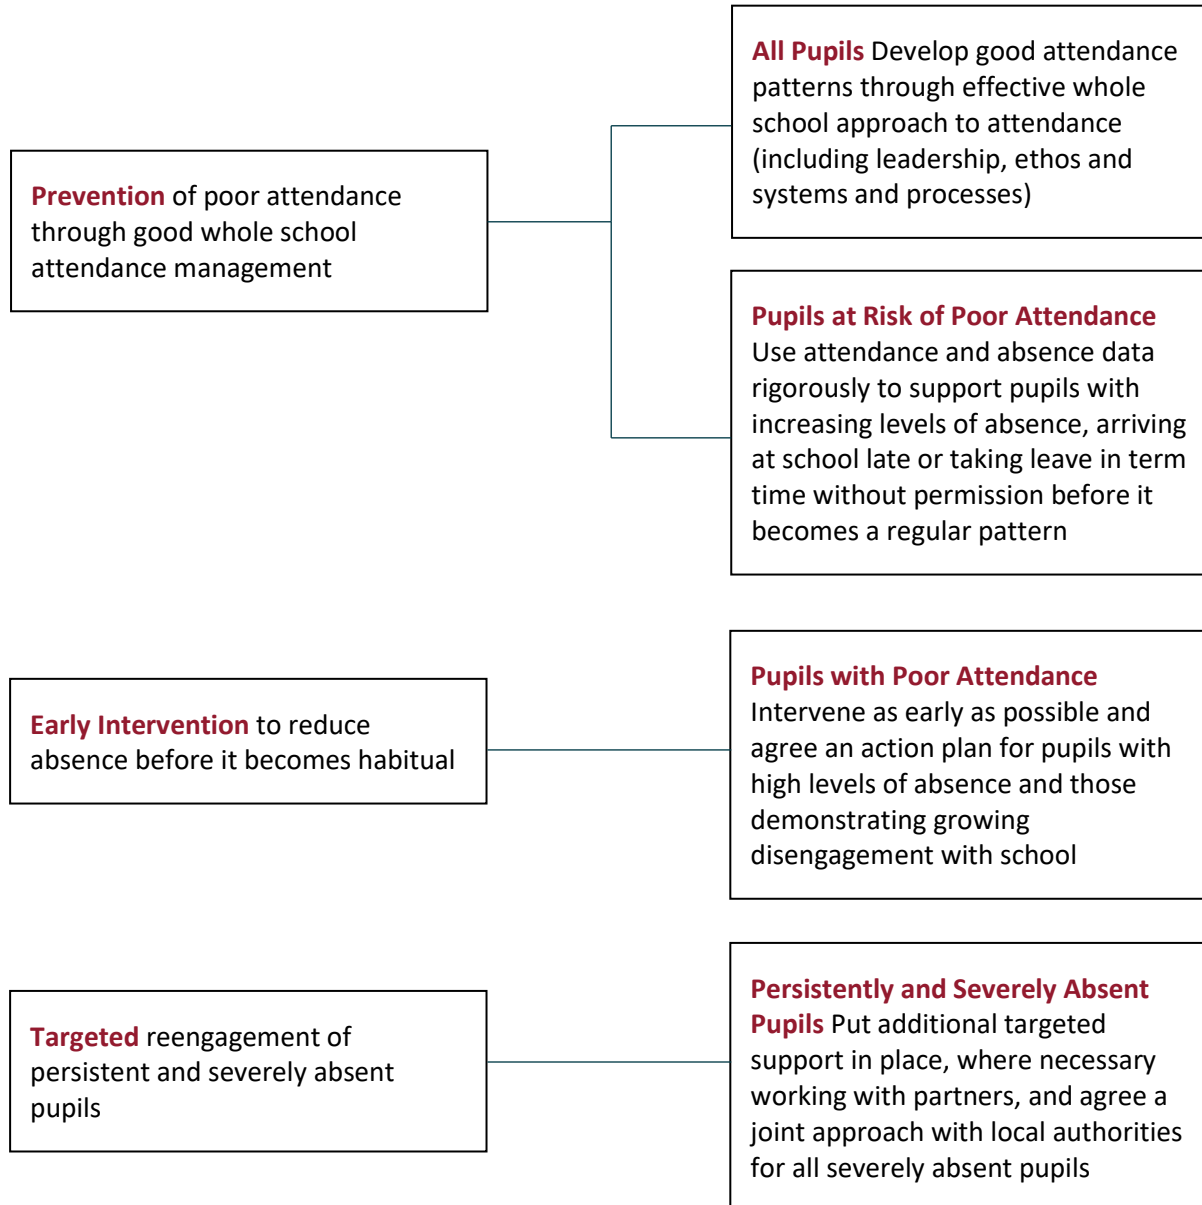 Prevention of poor attendance
through good whole school
attendance management
All Pupils Develop good attendance
patterns through effective whole
school approach to attendance
(including leadership, ethos and
systems and processes)
Pupils at Risk of Poor Attendance
Use attendance and absence data
rigorously to support pupils with
increasing levels of absence, arriving
at school late or taking leave in term
time without permission before it
becomes a regular pattern
Early Intervention to reduce
absence before it becomes habitual
Pupils with Poor Attendance
Intervene as early as possible and
agree an action plan for pupils with
high levels of absence and those
demonstrating growing
disengagement with school
Targeted reengagement of
persistent and severely absent
pupils
Persistently and Severely Absent
Pupils Put additional targeted
support in place, where necessary
working with partners, and agree a
joint approach with local authorities
for all severely absent pupils